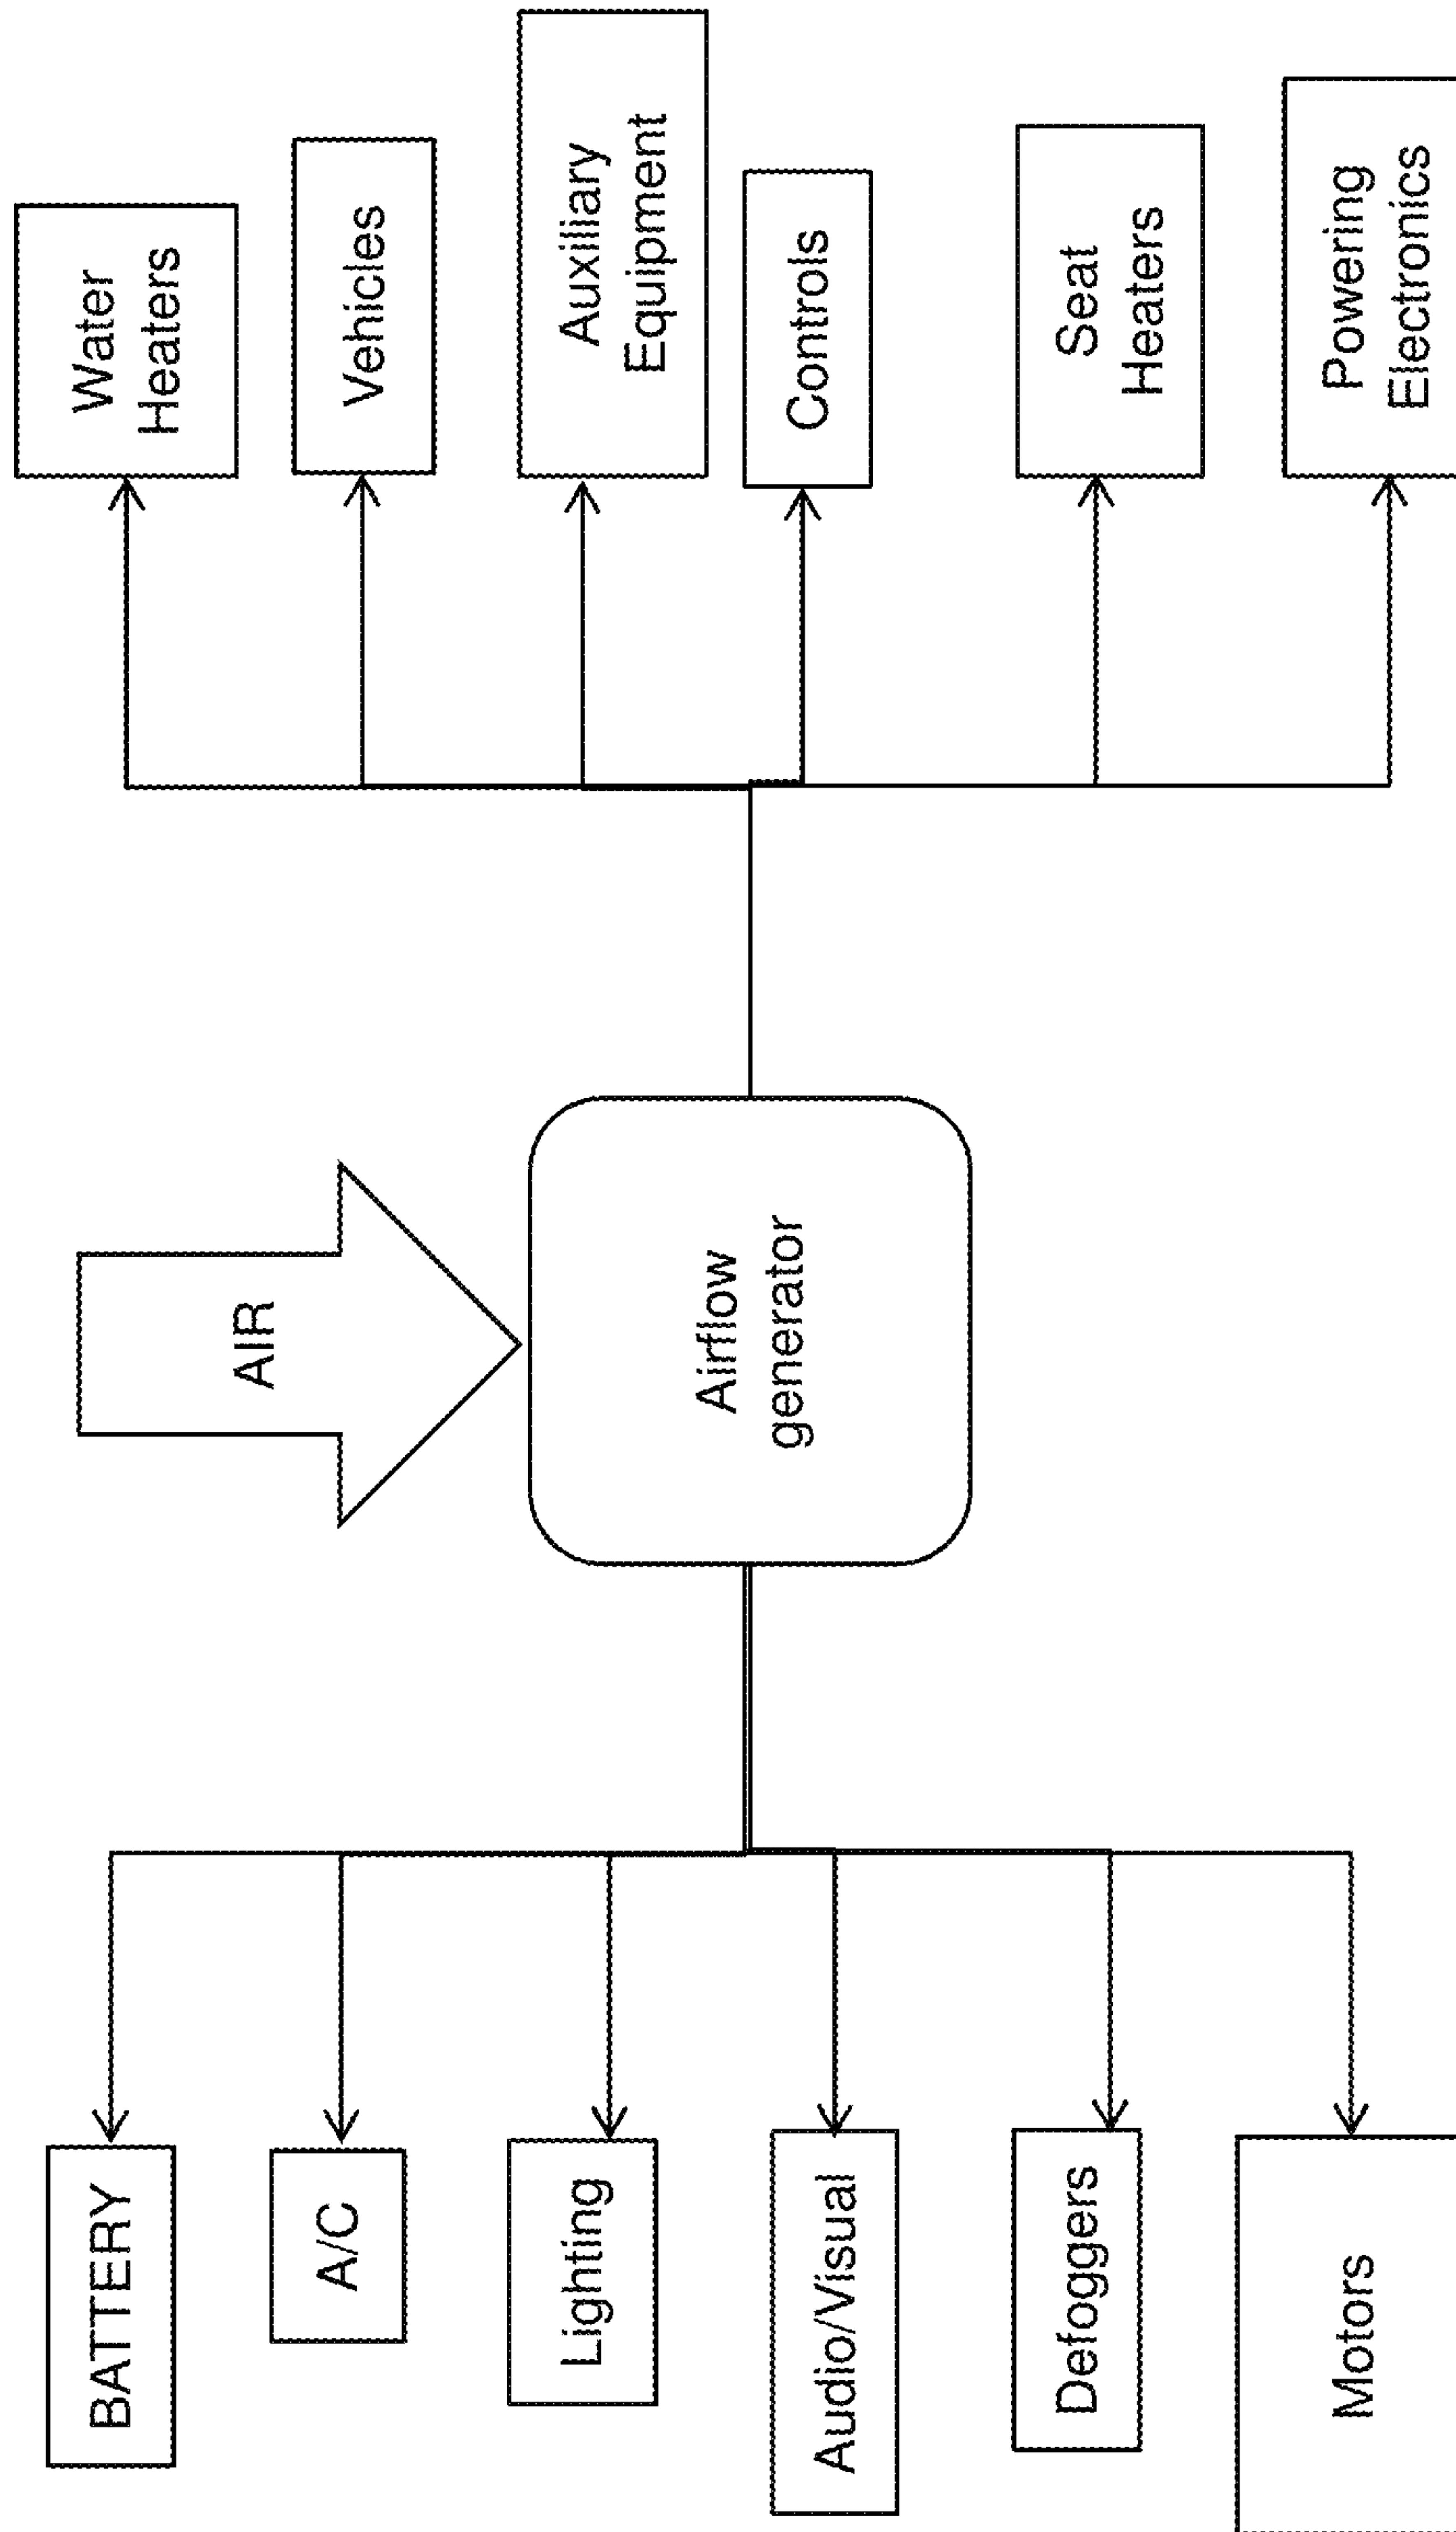 BATTERY
A/C
Lighting
Audio/Visual
Defoggers
Motors
AIR
Airflow
generator
Water
Heaters
Vehicles
Auxiliary
Equipment
Controls
Seat
Heaters
Powering
Electronics